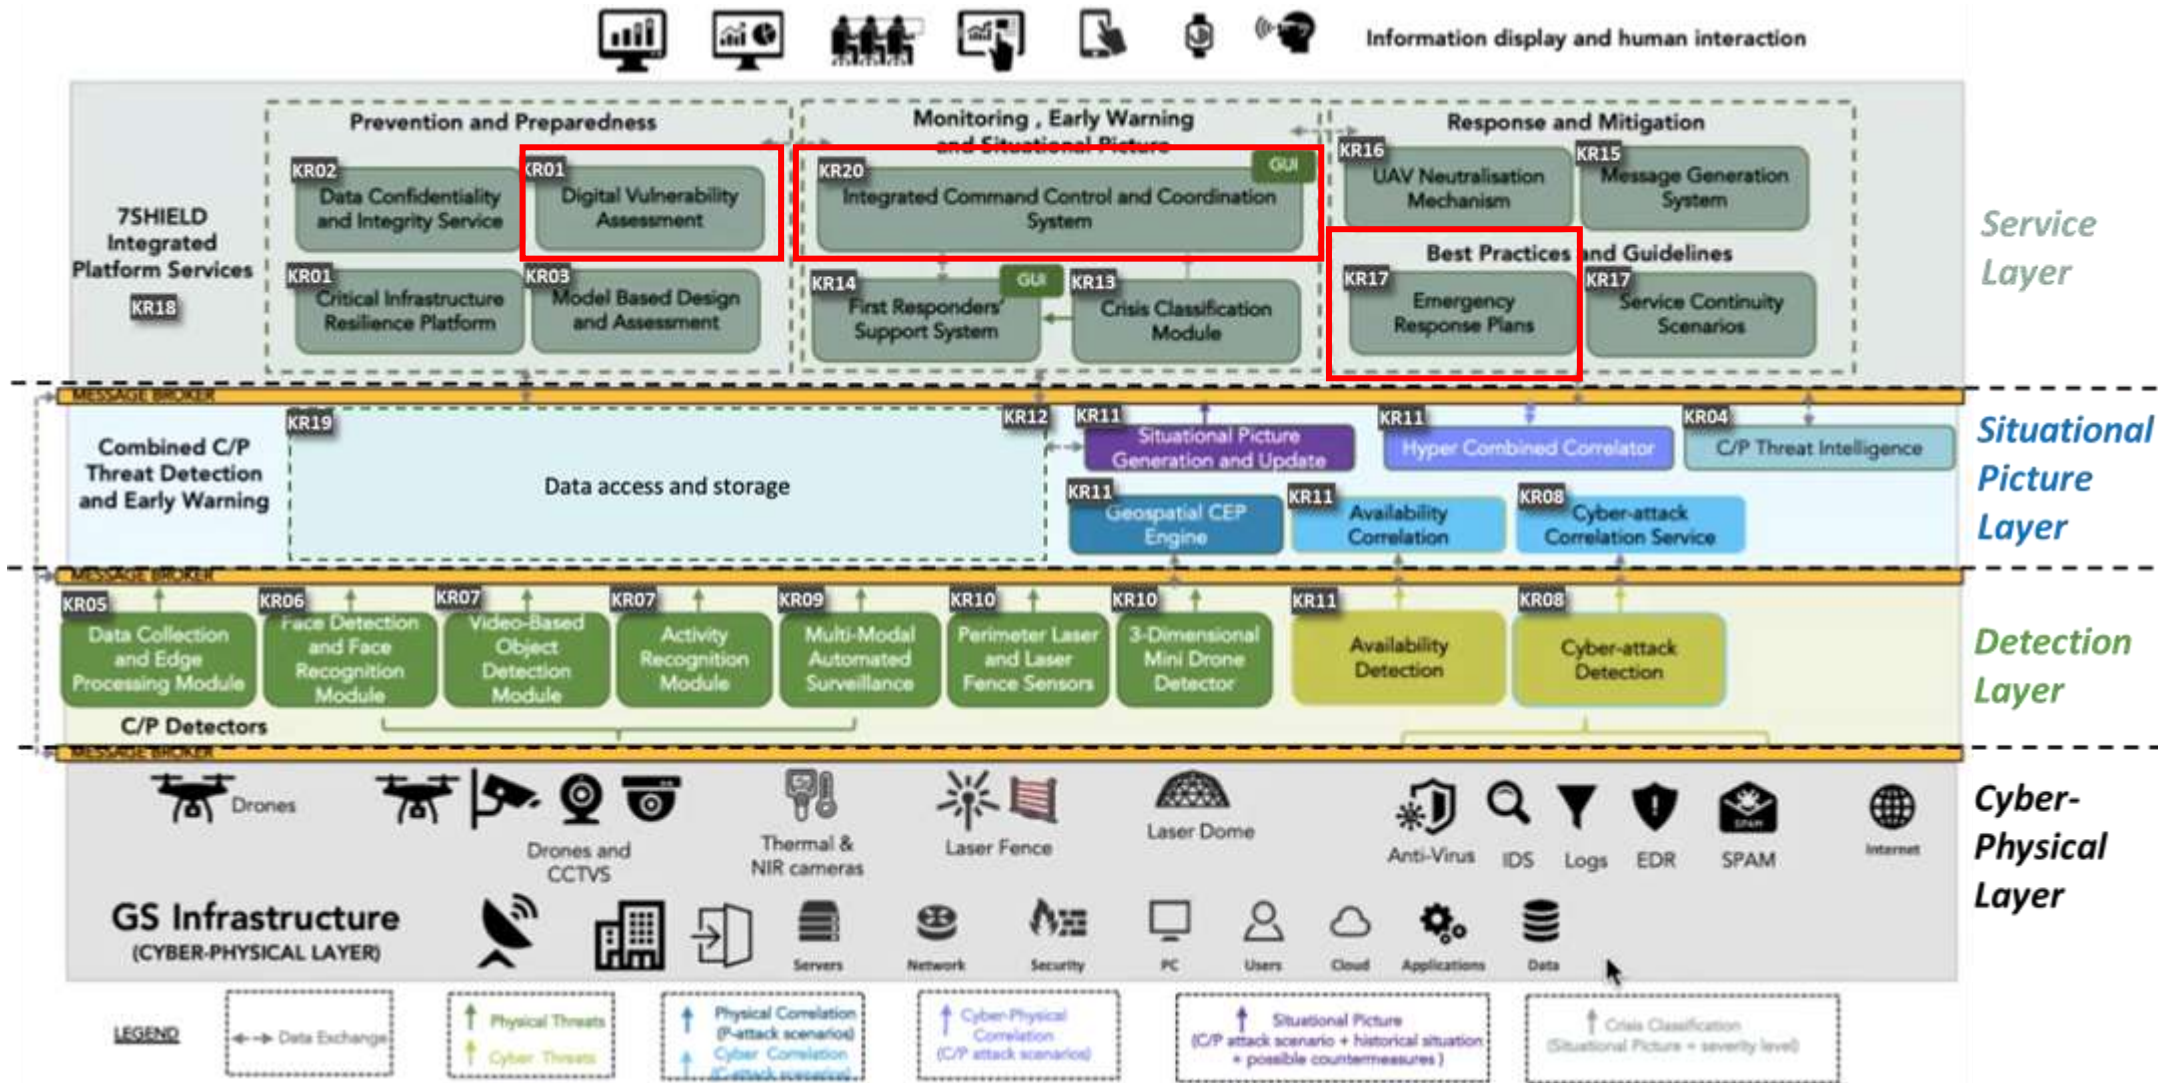 Information display and human interaction
Prevention and Preparedness
Monitoring , Early Warning
and Situational Picture
Response and Mitigation
7SHIELD
Integrated
Platform Services
KR18
KR02
Data Confidentiality
and Integrity Service
KR01
Digital Vulnerability
Assessment
KR01
Critical Infrastructure
Resilience Platform
KR03
Model Based Design
and Assessment
KR20
GUI
Integrated Command Control and Coordination
System
KR14
GUI
First Responders'
Support System
KR13
Crisis Classification
Module
KR16
UAV Neutralisation
Mechanism
KR15
Message Generation
System
Best Practices and Guidelines
KR17
Emergency
Response Plans
KR17
Service Continuity
Scenarios
Service
Layer
MESSAGE BROKER
Combined C/P
Threat Detection
and Early Warning
KR19
KR12
Data access and storage
KR11
Situational Picture
Generation and Update
KR11
Hyper Combined Correlator
KR04
C/P Threat Intelligence
KR11
Geospatial CEP
Engine
KR11
Availability
Correlation
KR08
Cyber-attack
Correlation Service
Situational
Picture
Layer
MESSAGE BROKER
KR05
Data Collection
and Edge
Processing Module
KR06
Face Detection
and Face
Recognition
Module
KR07
Video-Based
Object
Detection
Module
KR07
Activity
Recognition
Module
KR09
Multi-Modal
Automated
Surveillance
KR10
Perimeter Laser
and Laser
Fence Sensors
KR10
3-Dimensional
Mini Drone
Detector
KR11
Availability
Detection
KR08
Cyber-attack
Detection
C/P Detectors
Detection
Layer
MESSAGE BROKER
Drones
Drones and
CCTVS
Thermal &
NIR cameras
Laser Fence
Laser Dome
Anti-Virus
IDS
Logs
EDR
SPAM
SPAM
Internet
GS Infrastructure
(CYBER-PHYSICAL LAYER)
Servers
Network
Security
PC
Users
Cloud
Applications
Data
Cyber-
Physical
Layer
LEGEND
Data Exchange
Physical Threats
Cyber Threats
Physical Correlation
(P-attack scenarios)
Cyber Correlation
(C-attack scenarios)
Cyber-Physical
Correlation
(C/P attack scenarios)
Situational Picture
(C/P attack scenario + historical situation
+ possible countermeasures )
Crisis Classification
(Situational Picture + severity level)